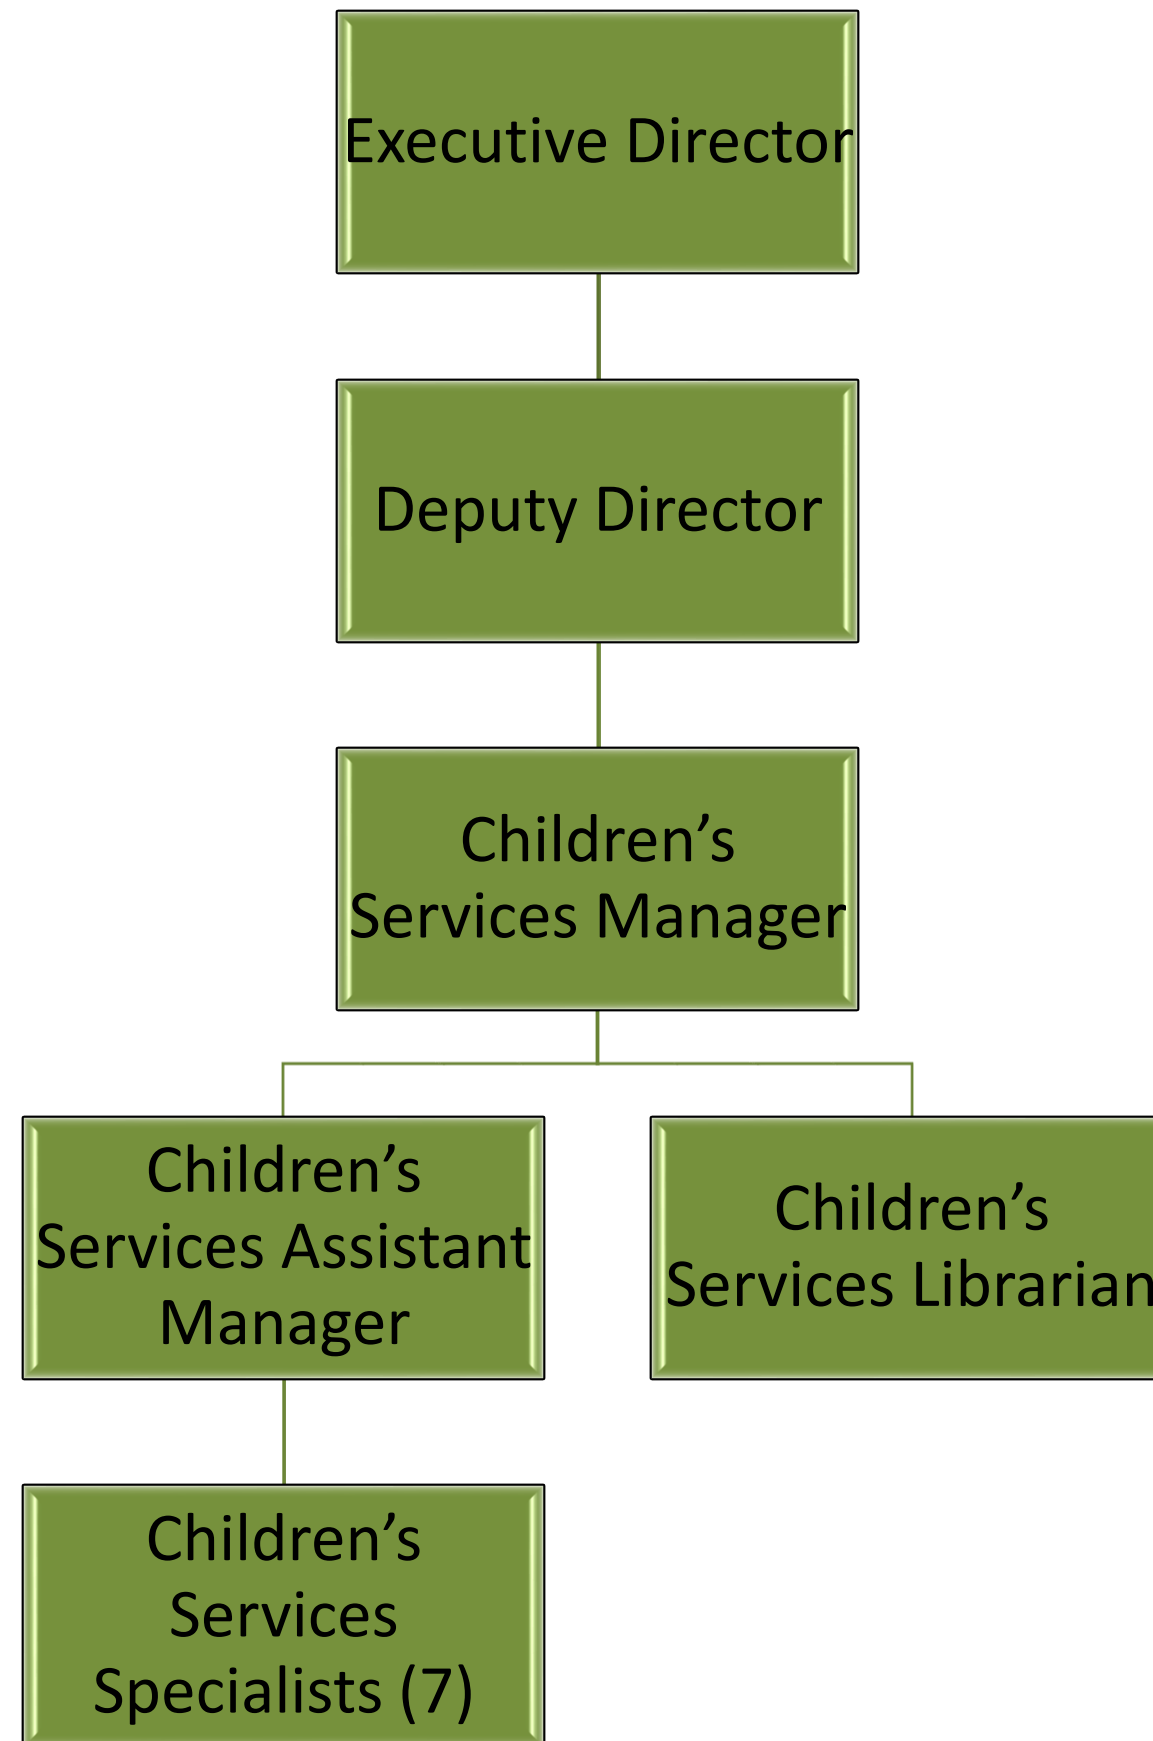 Executive Director
Deputy Director
Children’s
Services Manager
Children’s
Services Assistant
Manager
Children’s
Services Librarian
Children’s
Services
Specialists (7)